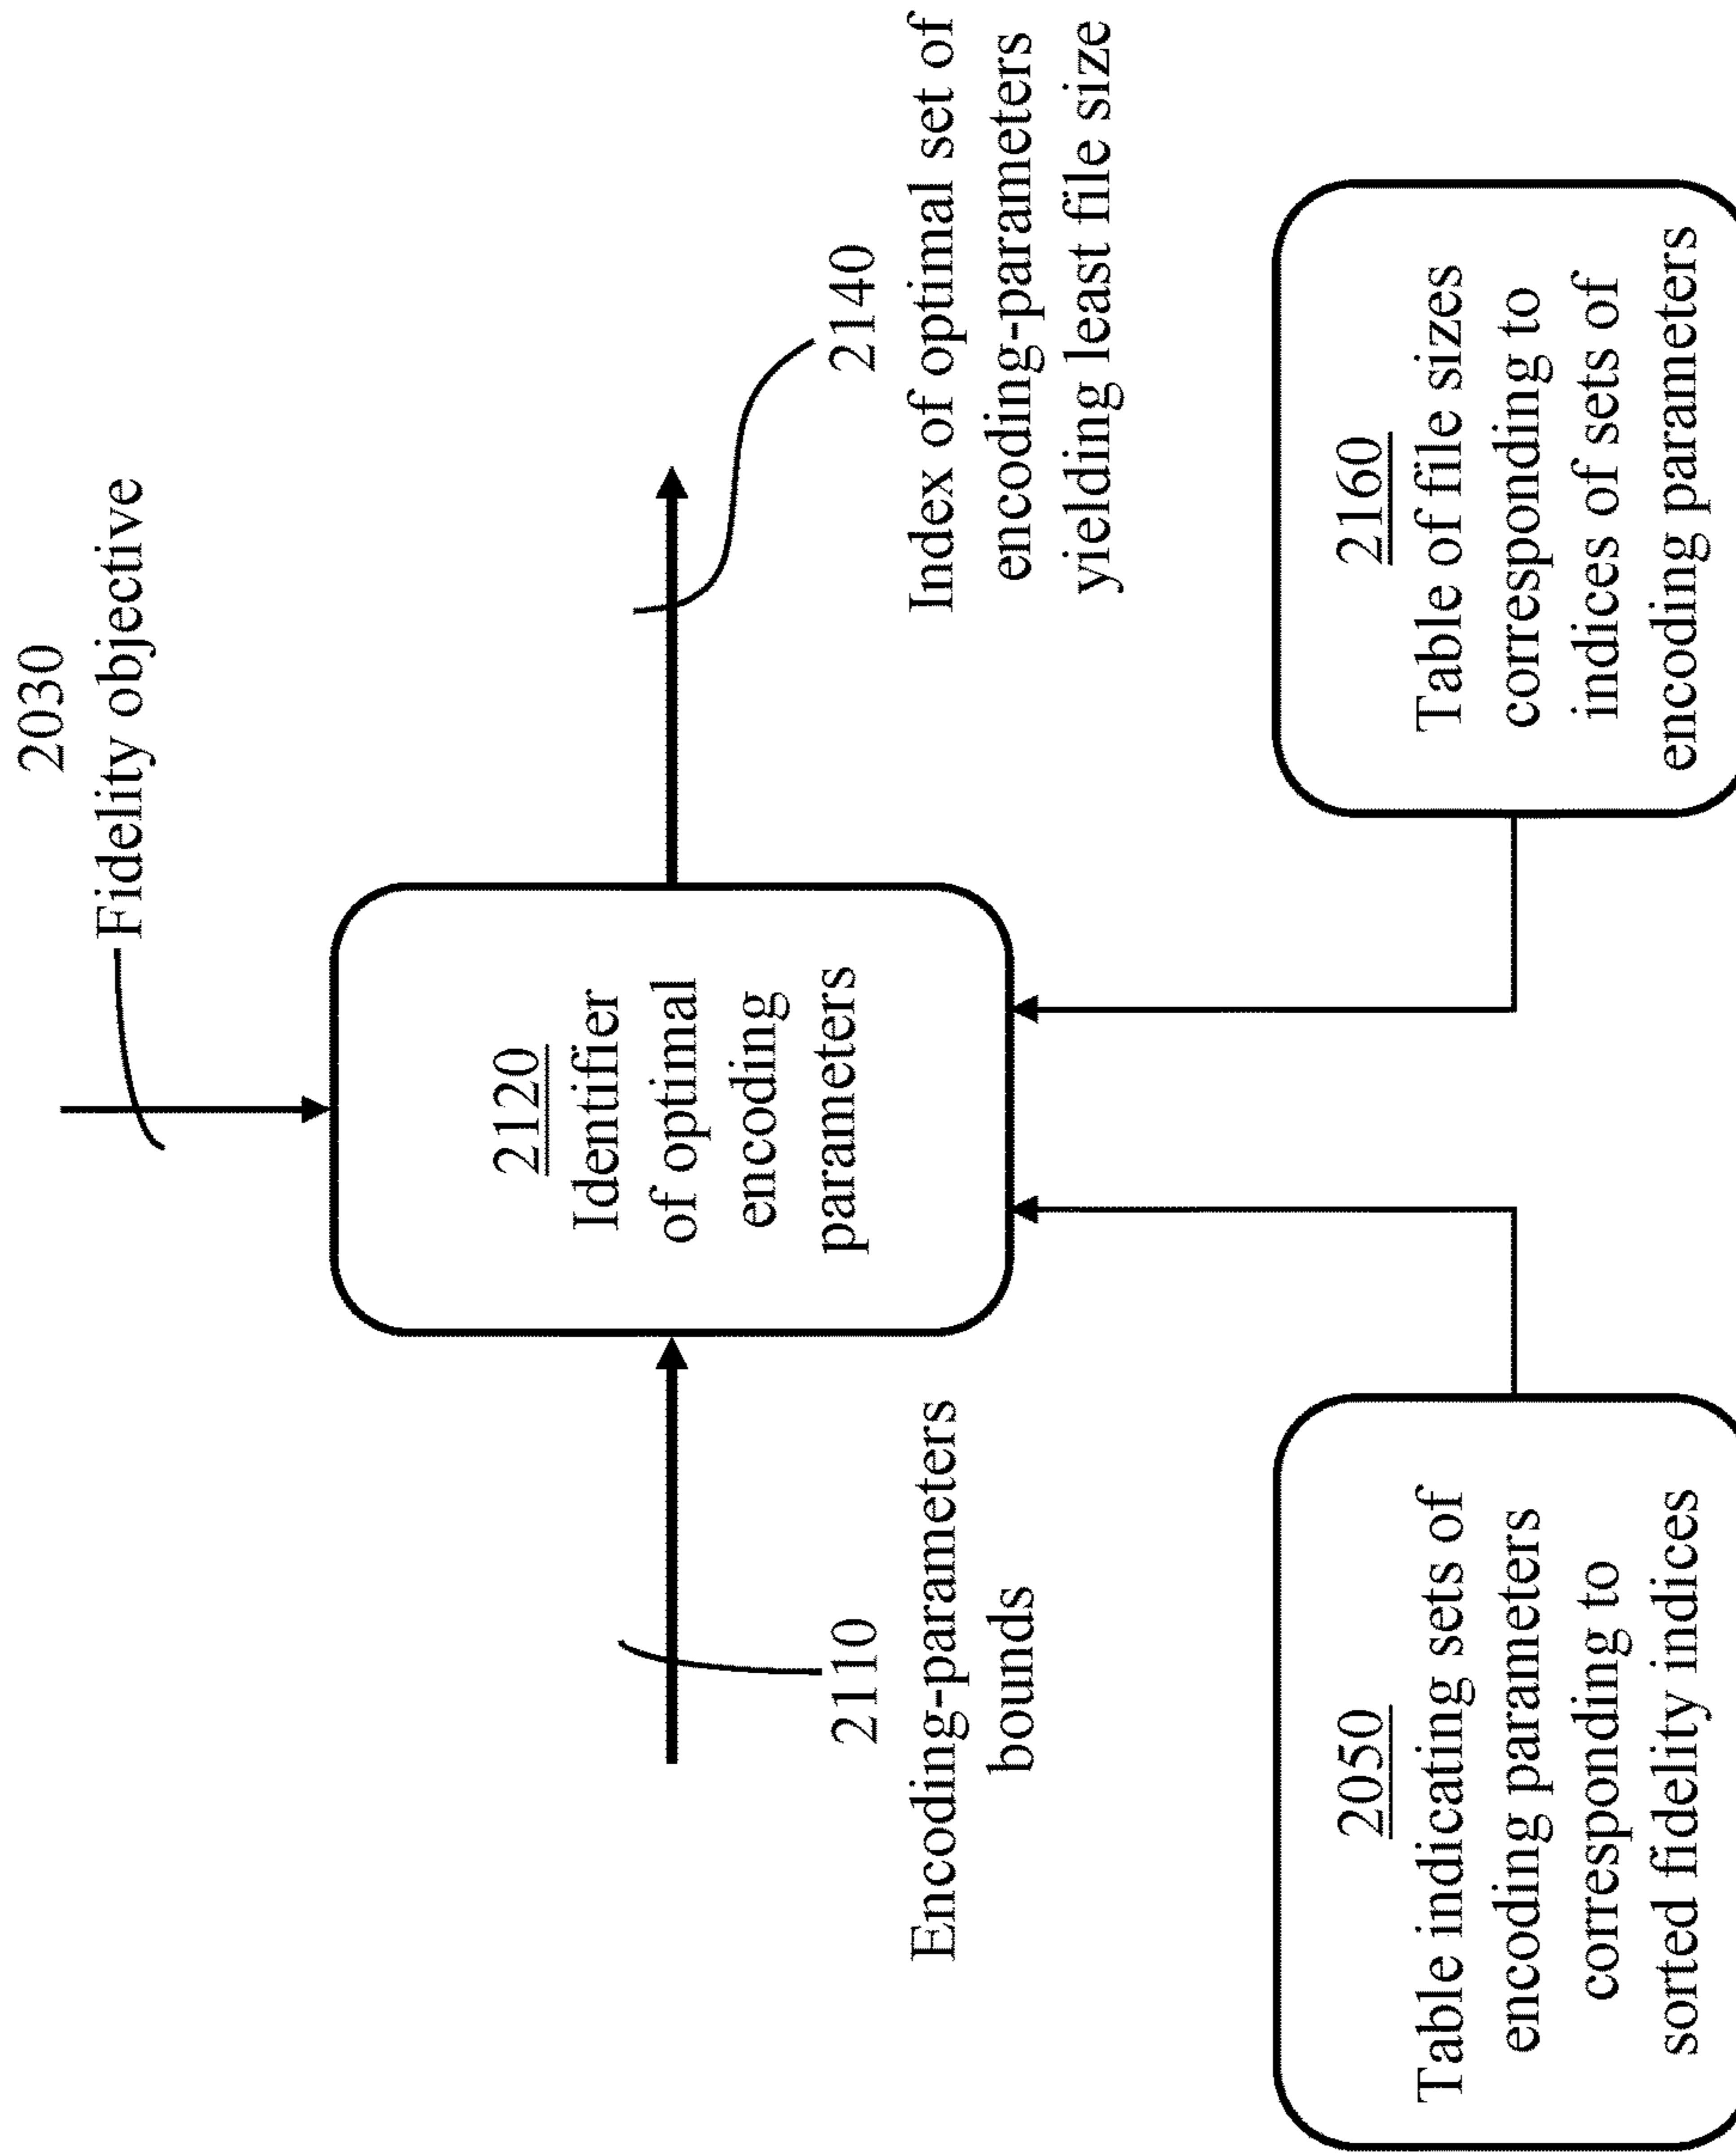 2030
Fidelity objective
2120
Identifier
of optimal
encoding
parameters
2110
Encoding-parameters
bounds
2140
Index of optimal set of
encoding-parameters
yielding least file size
2050
Table indicating sets of
encoding parameters
corresponding to
sorted fidelity indices
2160
Table of file sizes
corresponding to
indices of sets of
encoding parameters